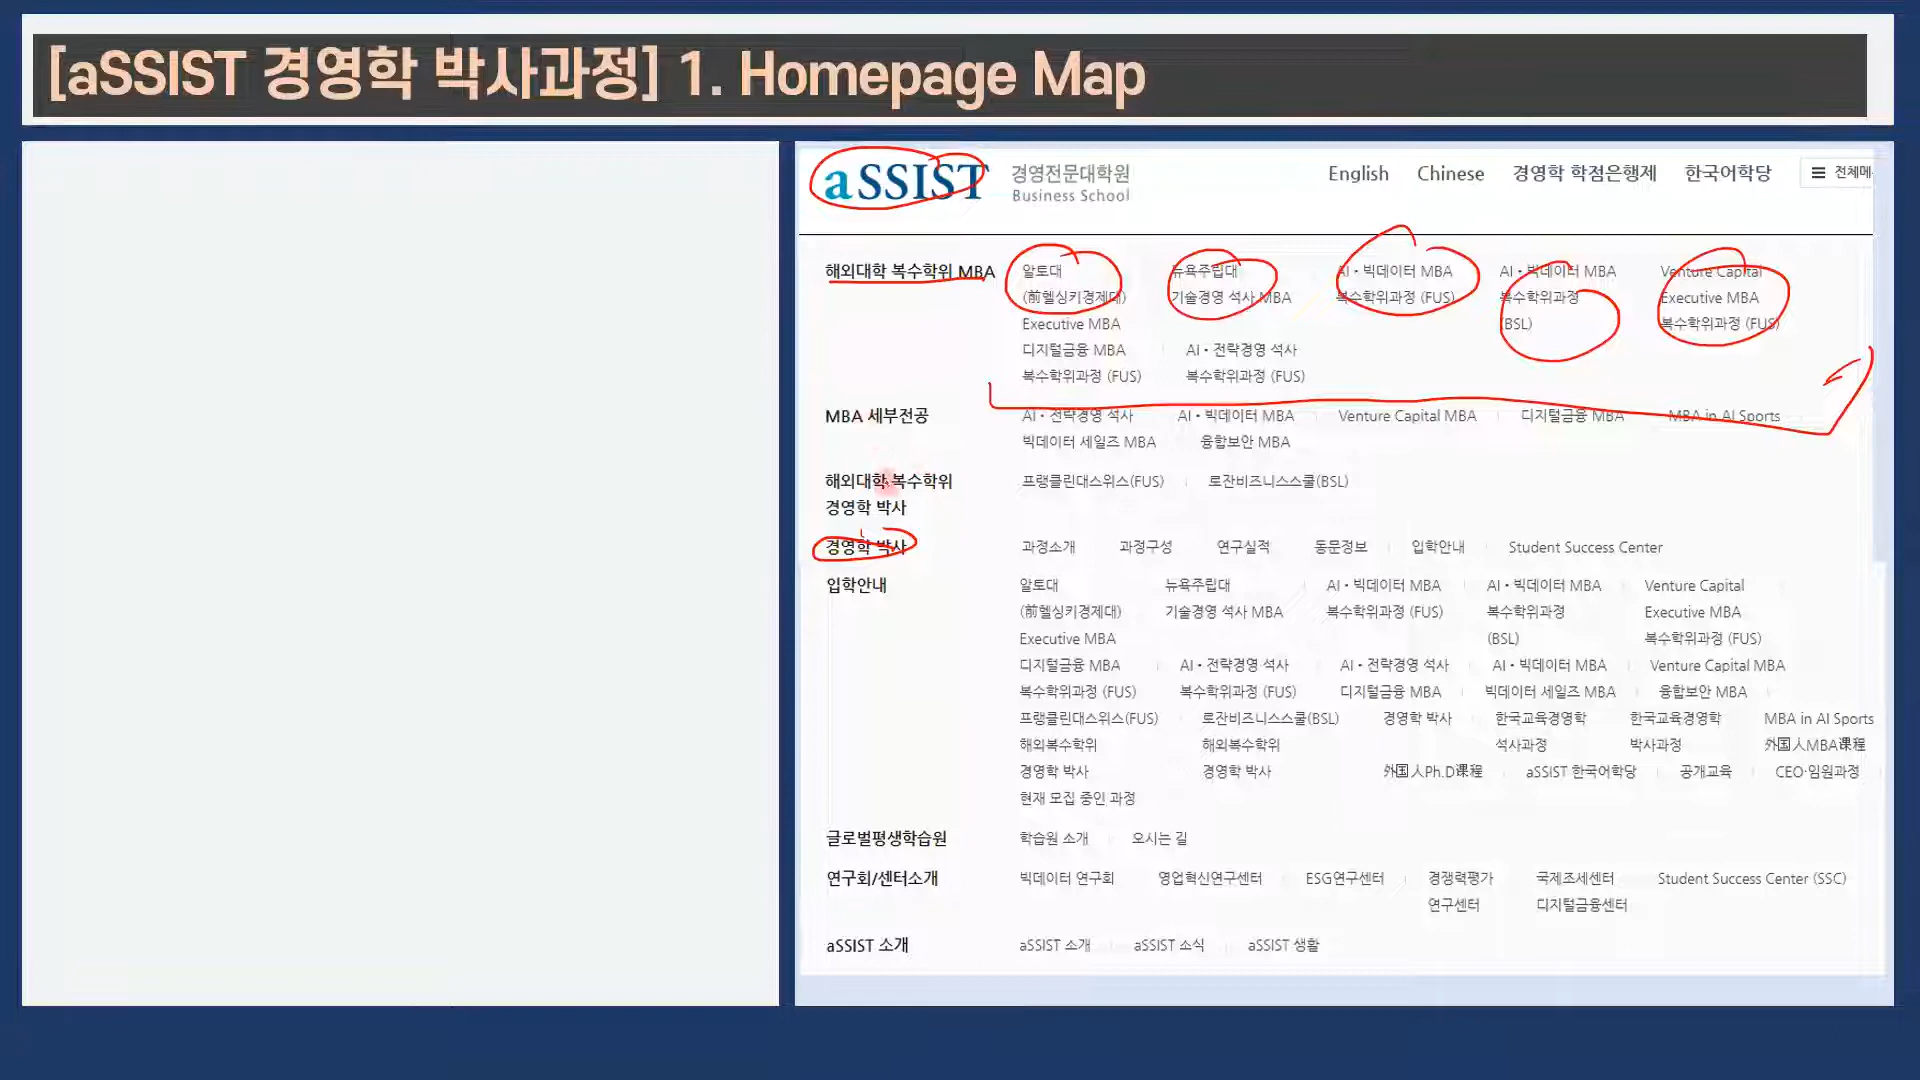 [aSSIST 경영학 박사과정] 1. Homepage Map
aSSIST 경영전문대학원 Business School English Chinese 경영학 학점은행제 한국어학당 전체메
해외대학 복수학위 MBA 알토대 뉴욕주립대 AI・빅데이터 MBA AI・빅데이터 MBA Venture Capital
(前헬싱키경제대) 기술경영 석사 MBA 복수학위과정 (FUS) 복수학위과정 Executive MBA
Executive MBA (BSL) 복수학위과정 (FUS)
디지털금융 MBA AI・전략경영 석사
복수학위과정 (FUS) 복수학위과정 (FUS)
MBA 세부전공 AI・전략경영 석사 AI・빅데이터 MBA Venture Capital MBA 디지털금융 MBA MBA in AI Sports
빅데이터 세일즈 MBA 융합보안 MBA
해외대학 복수학위 프랭클린대스위스(FUS) 로잔비즈니스스쿨(BSL)
경영학 박사
경영학 박사 과정소개 과정구성 연구실적 동문정보 입학안내 Student Success Center
입학안내 알토대 뉴욕주립대 AI・빅데이터 MBA AI・빅데이터 MBA Venture Capital
(前헬싱키경제대) 기술경영 석사 MBA 복수학위과정 (FUS) 복수학위과정 Executive MBA
Executive MBA (BSL) 복수학위과정 (FUS)
디지털금융 MBA AI・전략경영 석사 AI・전략경영 석사 AI・빅데이터 MBA Venture Capital MBA
복수학위과정 (FUS) 복수학위과정 (FUS) 디지털금융 MBA 빅데이터 세일즈 MBA 융합보안 MBA
프랭클린대스위스(FUS) 로잔비즈니스스쿨(BSL) 경영학 박사 한국교육경영학 한국교육경영학 MBA in AI Sports
해외복수학위 해외복수학위 석사과정 박사과정 外国人MBA课程
경영학 박사 경영학 박사 外国人Ph.D课程 aSSIST 한국어학당 공개교육 CEO·임원과정
현재 모집 중인 과정
글로벌평생학습원 학습원 소개 오시는 길
연구회/센터소개 빅데이터 연구회 영업혁신연구센터 ESG연구센터 경쟁력평가 국제조세센터 Student Success Center (SSC)
연구센터 디지털금융센터
aSSIST 소개 aSSIST 소개 aSSIST 소식 aSSIST 생활